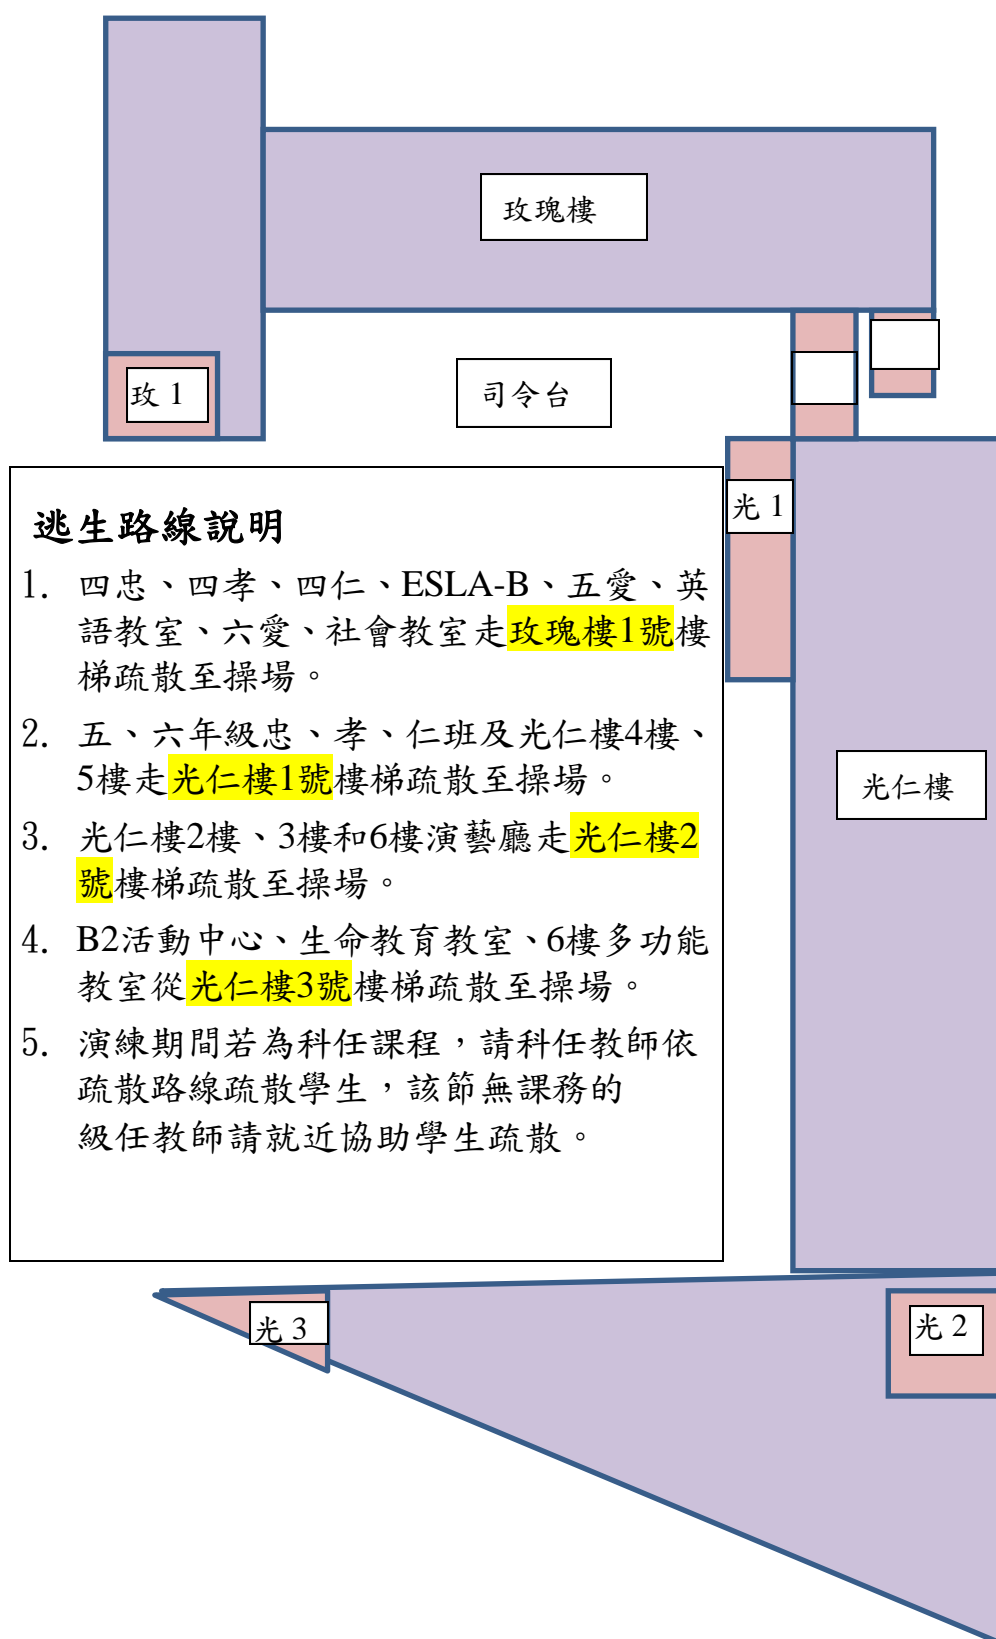 玫瑰樓
玫 1
司令台
光 1
逃生路線說明
1. 四忠、四孝、四仁、ESLA-B、五愛、英
語教室、六愛、社會教室走玫瑰樓1號樓
梯疏散至操場。
2. 五、六年級忠、孝、仁班及光仁樓4樓、
5樓走光仁樓1號樓梯疏散至操場。
3. 光仁樓2樓、3樓和6樓演藝廳走光仁樓2
號樓梯疏散至操場。
4. B2活動中心、生命教育教室、6樓多功能
教室從光仁樓3號樓梯疏散至操場。
5. 演練期間若為科任課程，請科任教師依
疏散路線疏散學生，該節無課務的
級任教師請就近協助學生疏散。
光仁樓
光 3
光 2